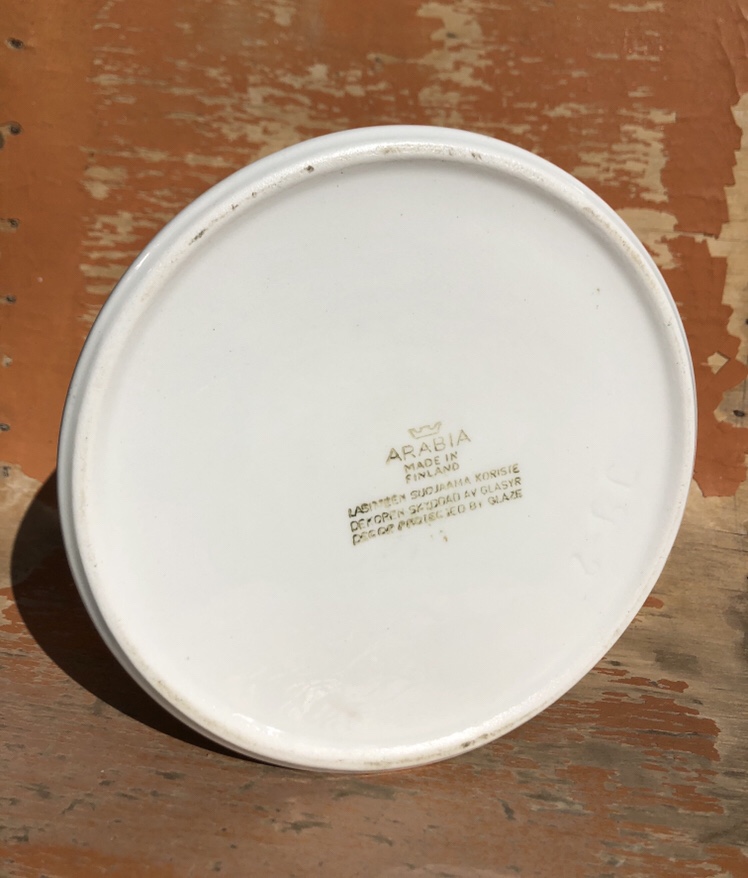 ARABIA
MADE IN
FINLAND
LASITTEEN SUOJAAMA KORISTE
DEKOREN SKYDDAD AV GLASYR
DECOR PROTECTED BY GLAZE